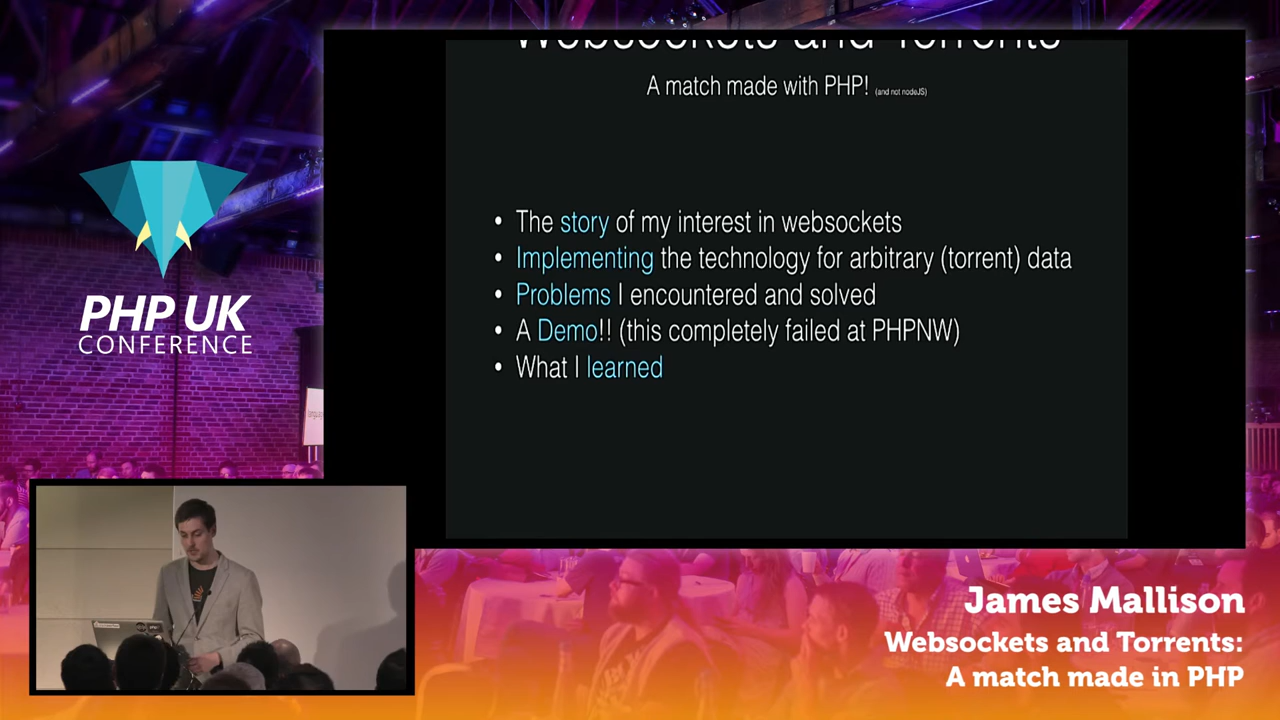 Websockets and Torrents
A match made with PHP! (and not nodeJS)
• The story of my interest in websockets
• Implementing the technology for arbitrary (torrent) data
• Problems I encountered and solved
• A Demo!! (this completely failed at PHPNW)
• What I learned
PHP UK
CONFERENCE
James Mallison
Websockets and Torrents:
A match made in PHP